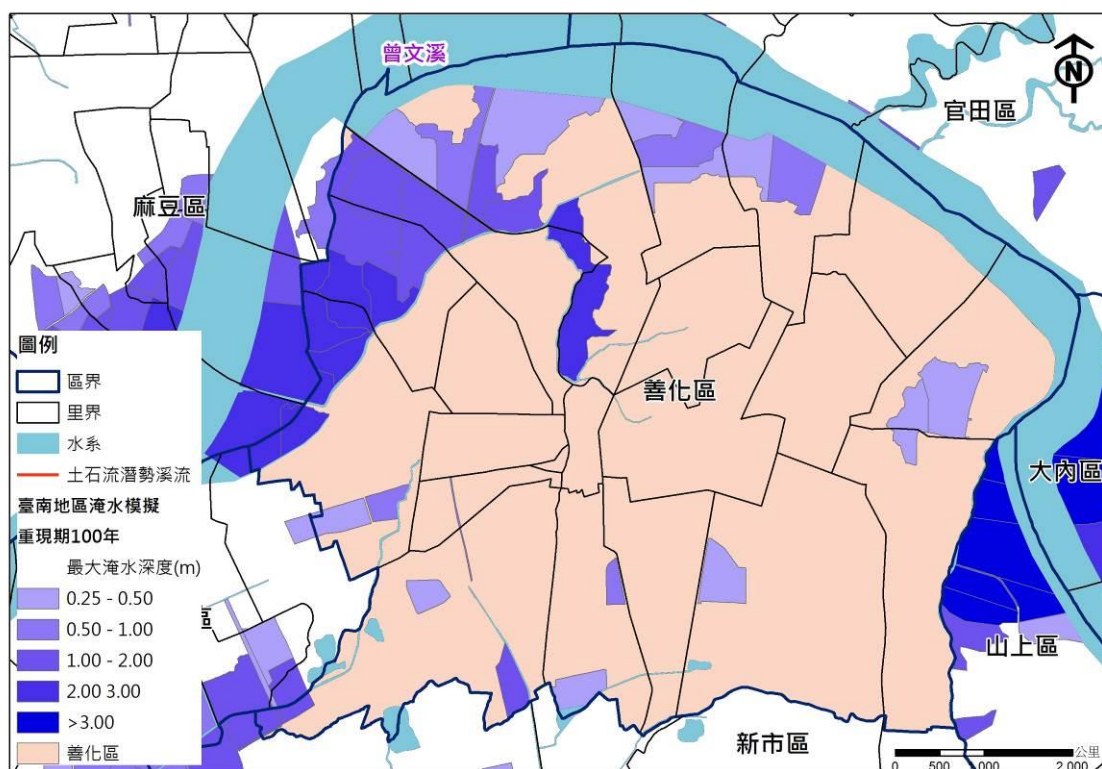 曾文溪
N
官田區
麻豆區
善化區
大內區
山上區
新市區
區
圖例
區界
里界
水系
土石流潛勢溪流
臺南地區淹水模擬
重現期100年
最大淹水深度(m)
0.25 - 0.50
0.50 - 1.00
1.00 - 2.00
2.00 3.00
>3.00
善化區
公里
0 500 1,000 2,000